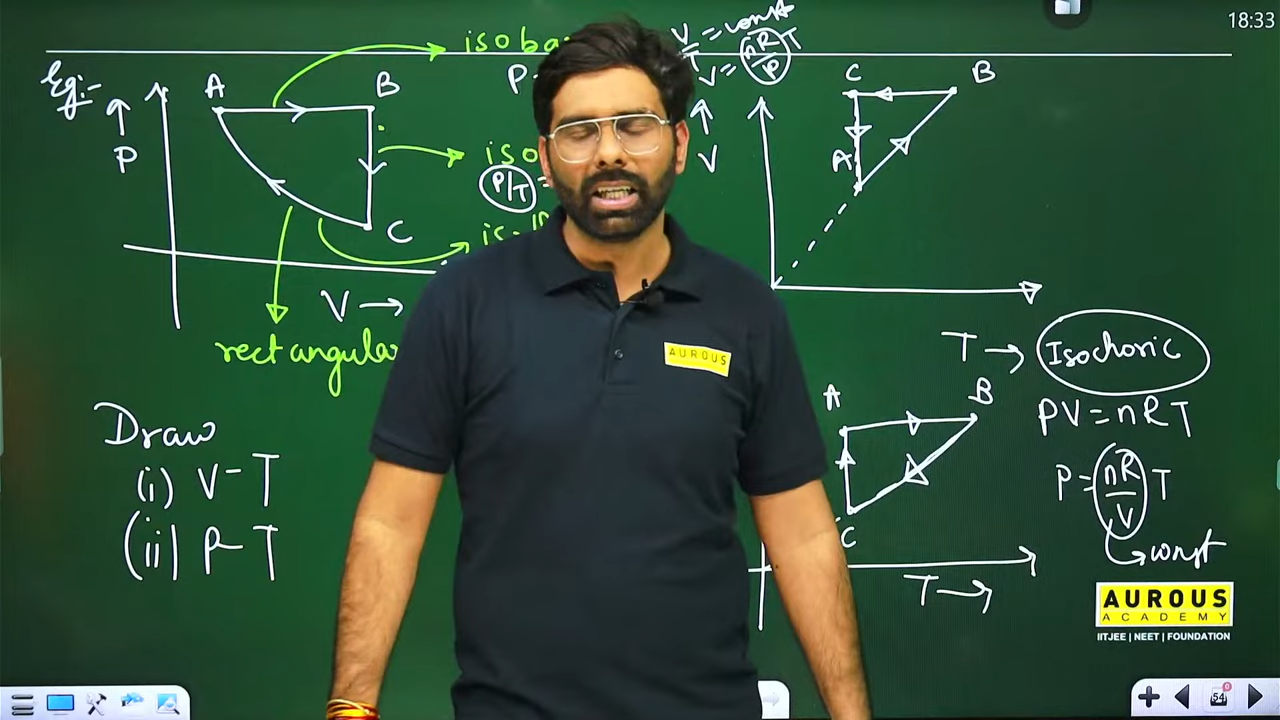 18:33
Eg:-
A
B
isoba
P
V/T = const
V = (nR/P) T
↑
P
iso
P/T =
C
V →
rectangular
↑
V
C
B
A
T →
Isochoric
PV = nRT
P = (nR/V) T
const
Draw
(i) V-T
(ii) P-T
A
B
C
T →
AUROUS
AUROUS
ACADEMY
IITJEE | NEET | FOUNDATION
54